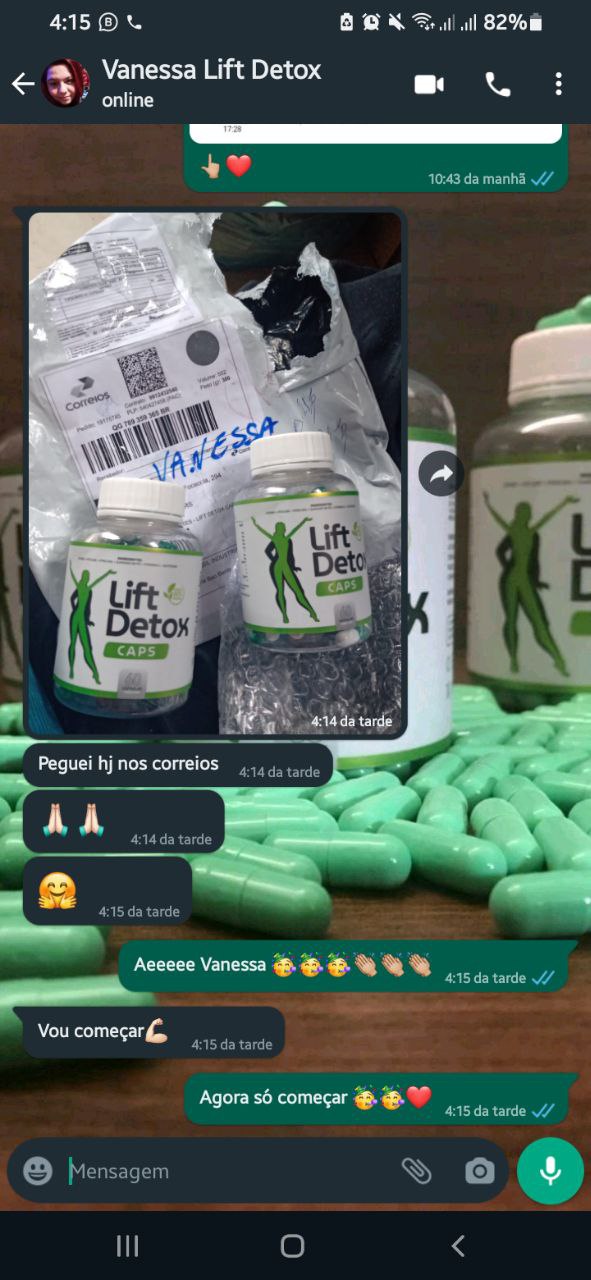 4:15
82%
Vanessa Lift Detox
online
17:28
👆🏼❤️
10:43 da manhã
Correios
VANESSA
Lift
Detox
CAPS
60
Lift
Detox
CAPS
4:14 da tarde
Peguei hj nos correios
4:14 da tarde
🙏🏻 🙏🏻
4:14 da tarde
🤗
4:15 da tarde
Aeeeee Vanessa 🥳🥳🥳👏🏼👏🏼👏🏼
4:15 da tarde
Vou começar💪🏻
4:15 da tarde
Agora só começar 🥳🥳❤️
4:15 da tarde
Mensagem